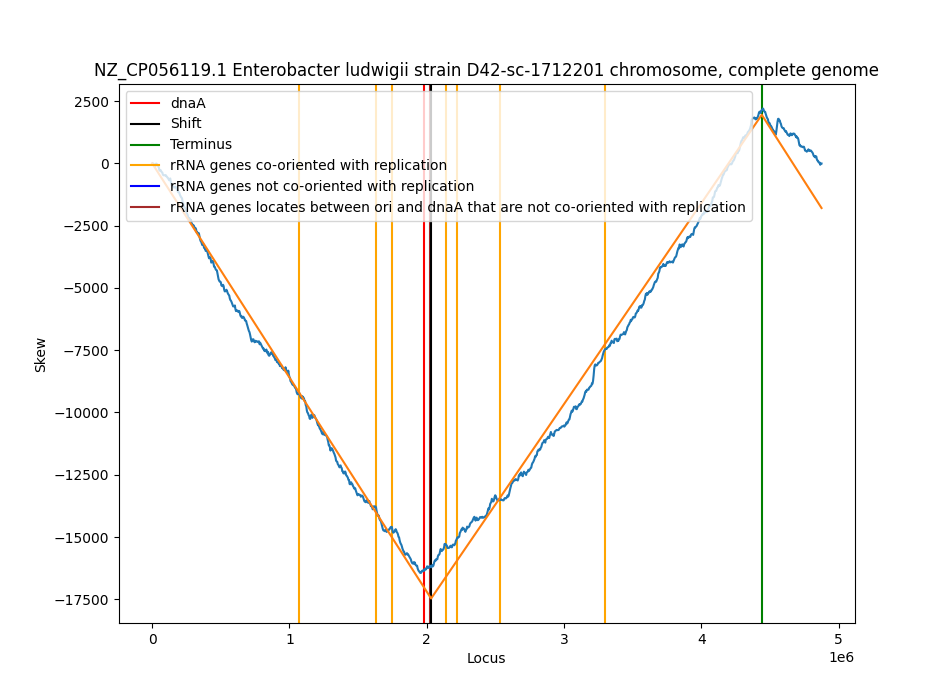 NZ_CP056119.1 Enterobacter ludwigii strain D42-sc-1712201 chromosome, complete genome
dnaA
Shift
Terminus
rRNA genes co-oriented with replication
rRNA genes not co-oriented with replication
rRNA genes locates between ori and dnaA that are not co-oriented with replication
2500
0
−2500
−5000
−7500
−10000
−12500
−15000
−17500
Skew
0 1 2 3 4 5
1e6
Locus